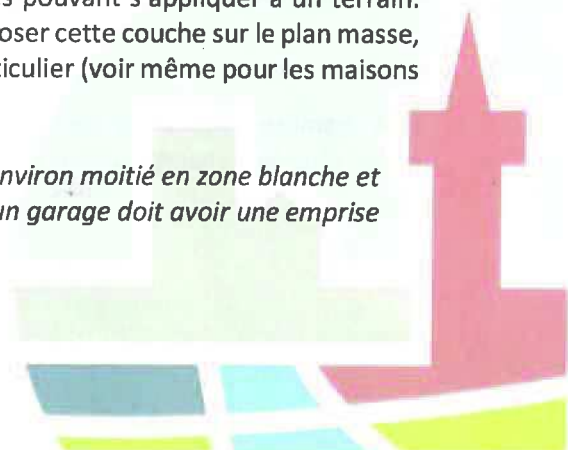 s pouvant s'appliquer à un terrain.
oser cette couche sur le plan masse,
ticulier (voir même pour les maisons
nviron moitié en zone blanche et
un garage doit avoir une emprise